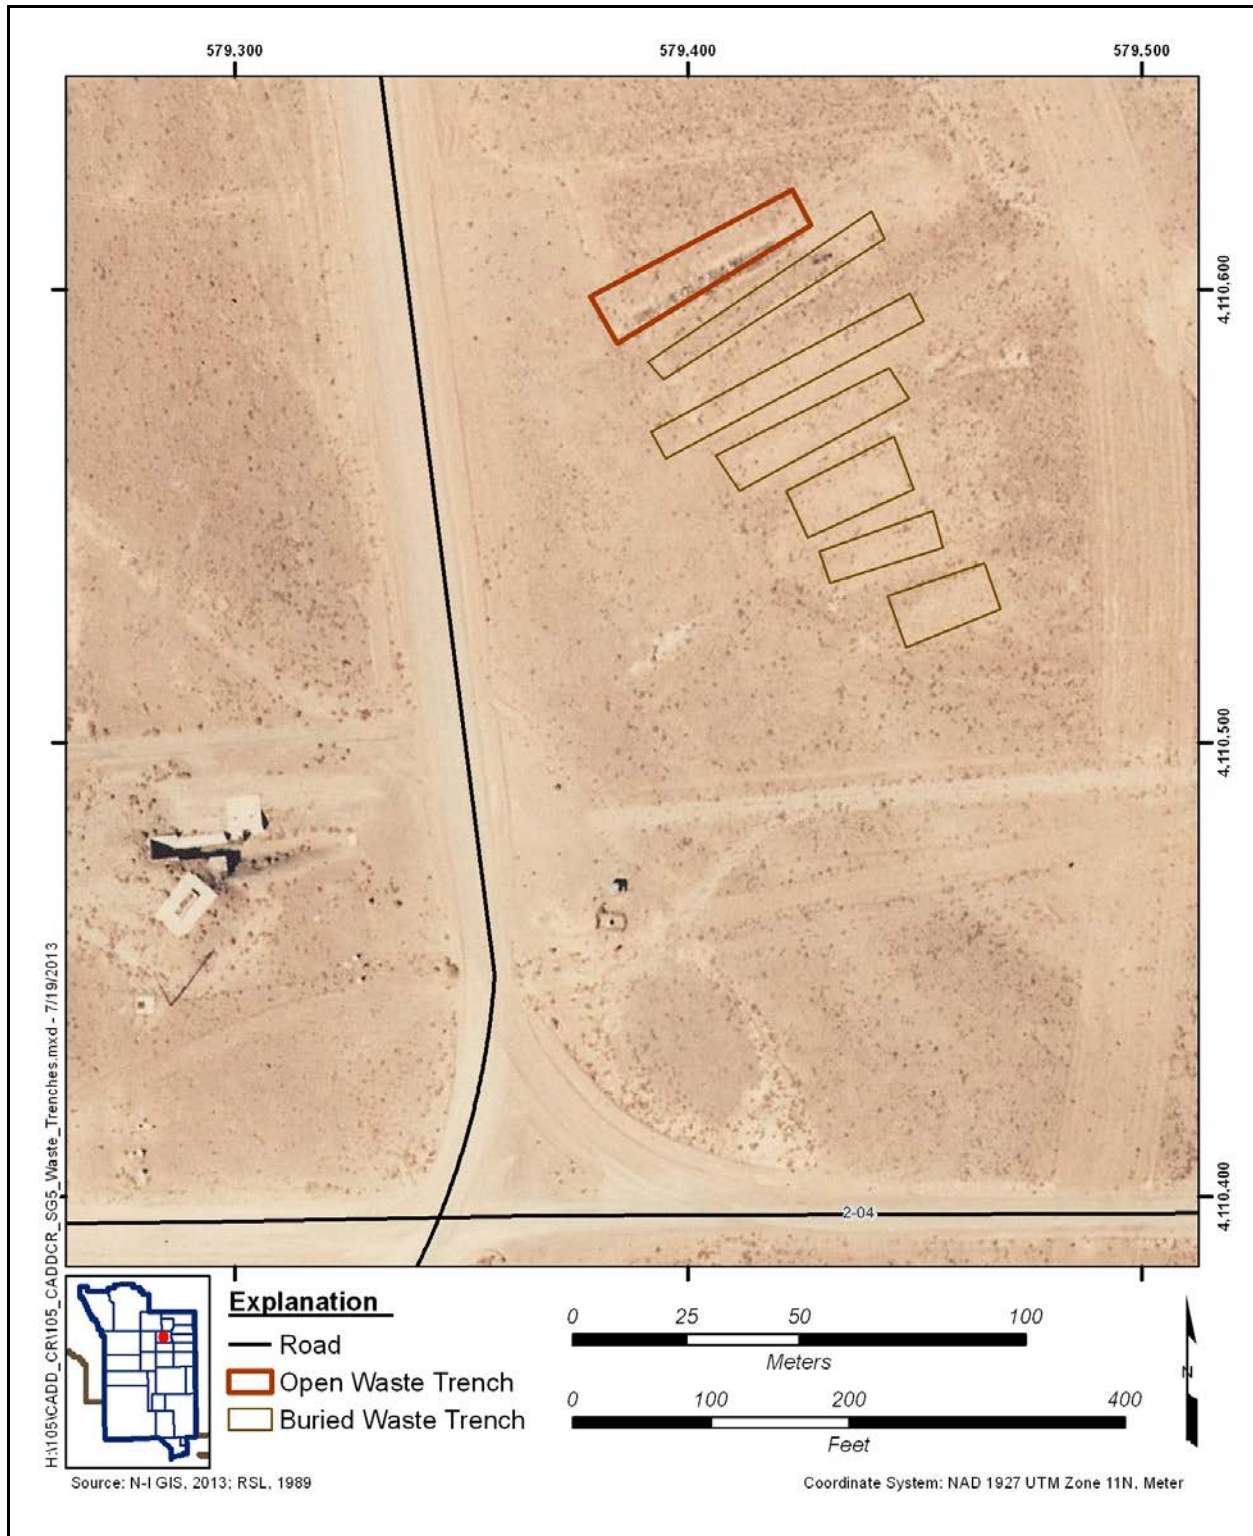 579.300 579.400 579.500
4.110.600
4.110.500
4.110.400
2-04
H:\105\CADD_CR\105_CADDCR_SG5_Waste_Trenches.mxd - 7/19/2013
Explanation
Road
Open Waste Trench
Buried Waste Trench
0 25 50 100
Meters
0 100 200 400
Feet
N
Source: N-I GIS, 2013; RSL, 1989
Coordinate System: NAD 1927 UTM Zone 11N, Meter